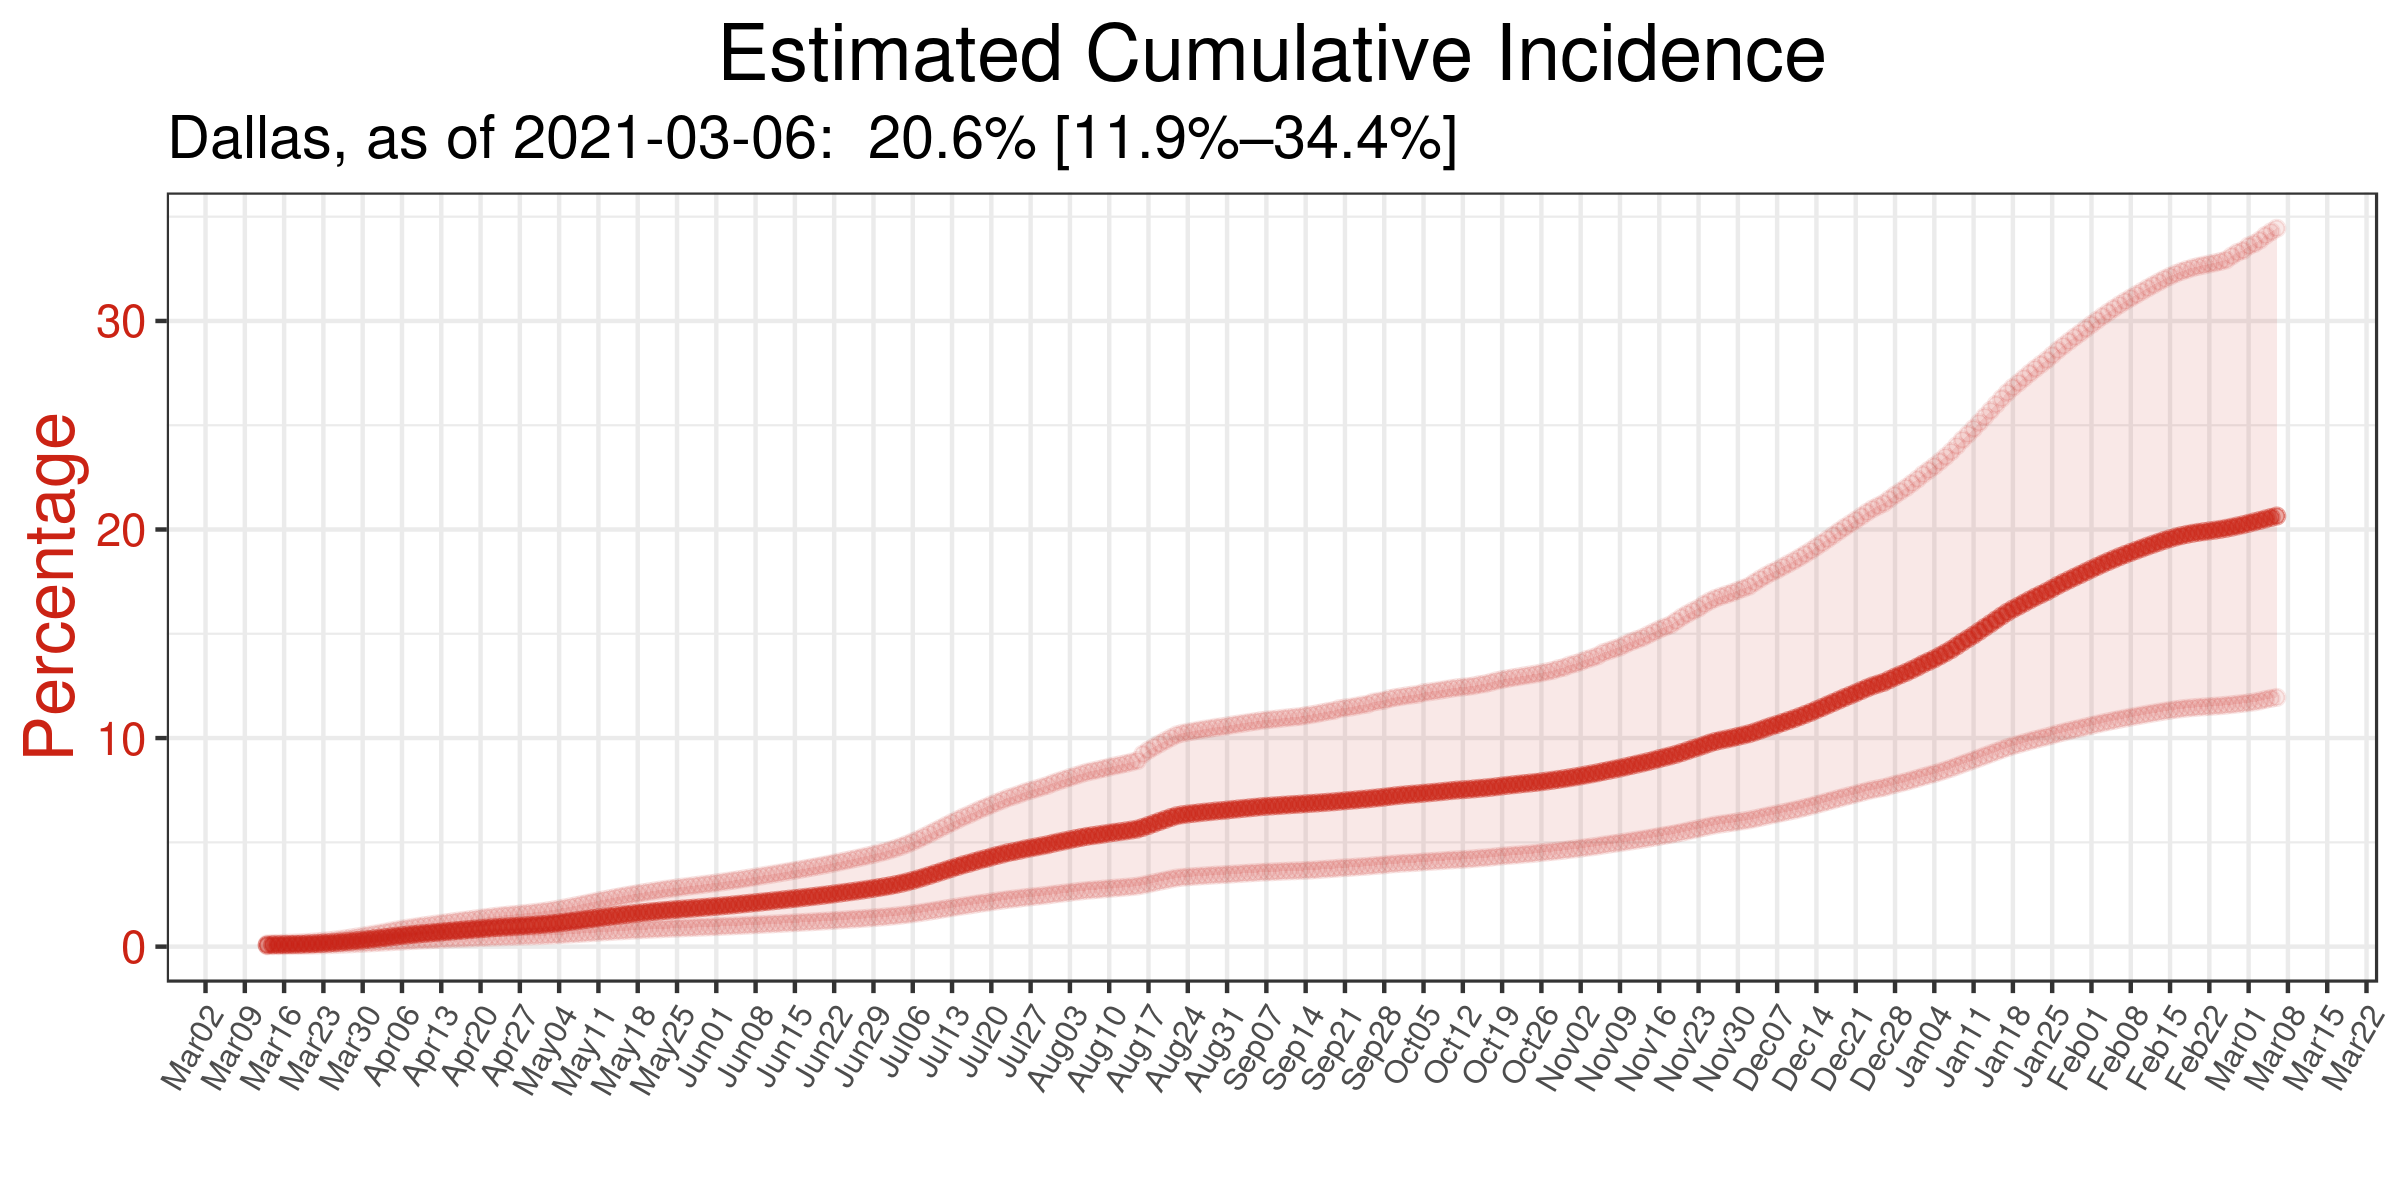 Estimated Cumulative Incidence
Dallas, as of 2021-03-06:  20.6% [11.9%–34.4%]
Percentage
30
20
10
0
Mar02
Mar09
Mar16
Mar23
Mar30
Apr06
Apr13
Apr20
Apr27
May04
May11
May18
May25
Jun01
Jun08
Jun15
Jun22
Jun29
Jul06
Jul13
Jul20
Jul27
Aug03
Aug10
Aug17
Aug24
Aug31
Sep07
Sep14
Sep21
Sep28
Oct05
Oct12
Oct19
Oct26
Nov02
Nov09
Nov16
Nov23
Nov30
Dec07
Dec14
Dec21
Dec28
Jan04
Jan11
Jan18
Jan25
Feb01
Feb08
Feb15
Feb22
Mar01
Mar08
Mar15
Mar22